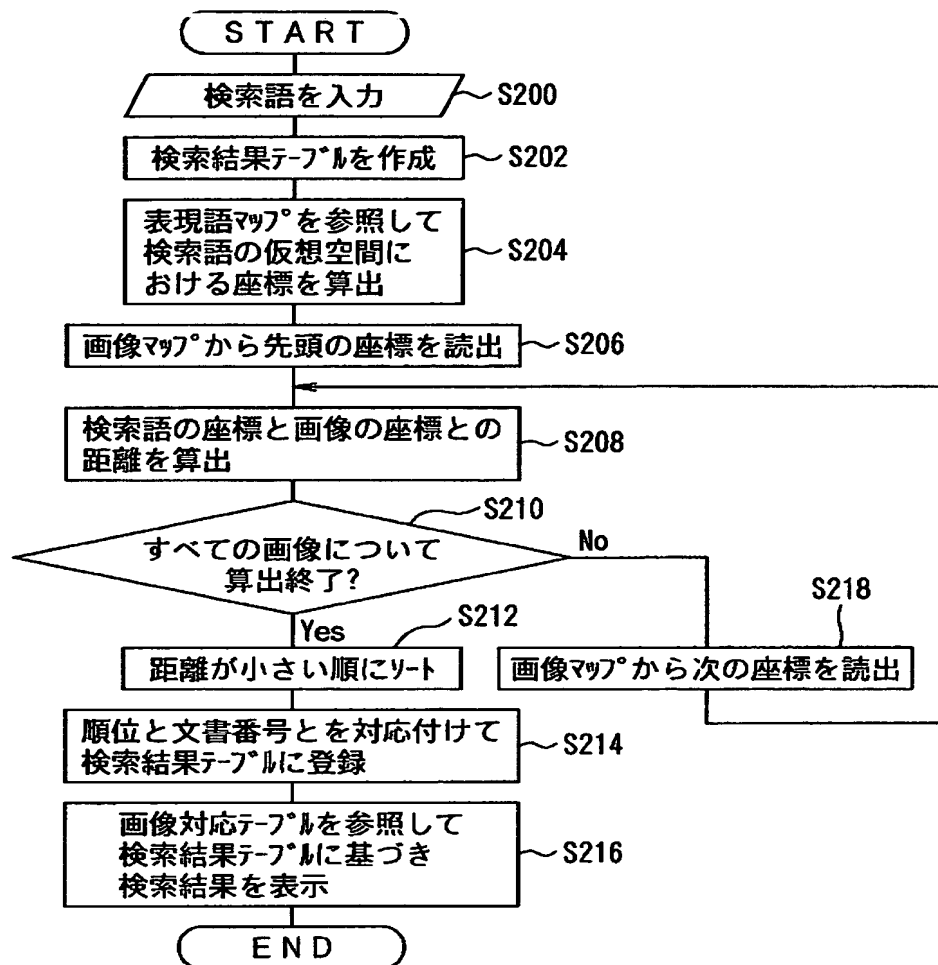 START
検索語を入力
S200
検索結果ﾃｰﾌﾞﾙを作成
S202
表現語ﾏｯﾌﾟを参照して
検索語の仮想空間に
おける座標を算出
S204
画像ﾏｯﾌﾟから先頭の座標を読出
S206
検索語の座標と画像の座標との
距離を算出
S208
S210
すべての画像について
算出終了?
No
Yes
S212
距離が小さい順にｿｰﾄ
S218
画像ﾏｯﾌﾟから次の座標を読出
順位と文書番号とを対応付けて
検索結果ﾃｰﾌﾞﾙに登録
S214
画像対応ﾃｰﾌﾞﾙを参照して
検索結果ﾃｰﾌﾞﾙに基づき
検索結果を表示
S216
END